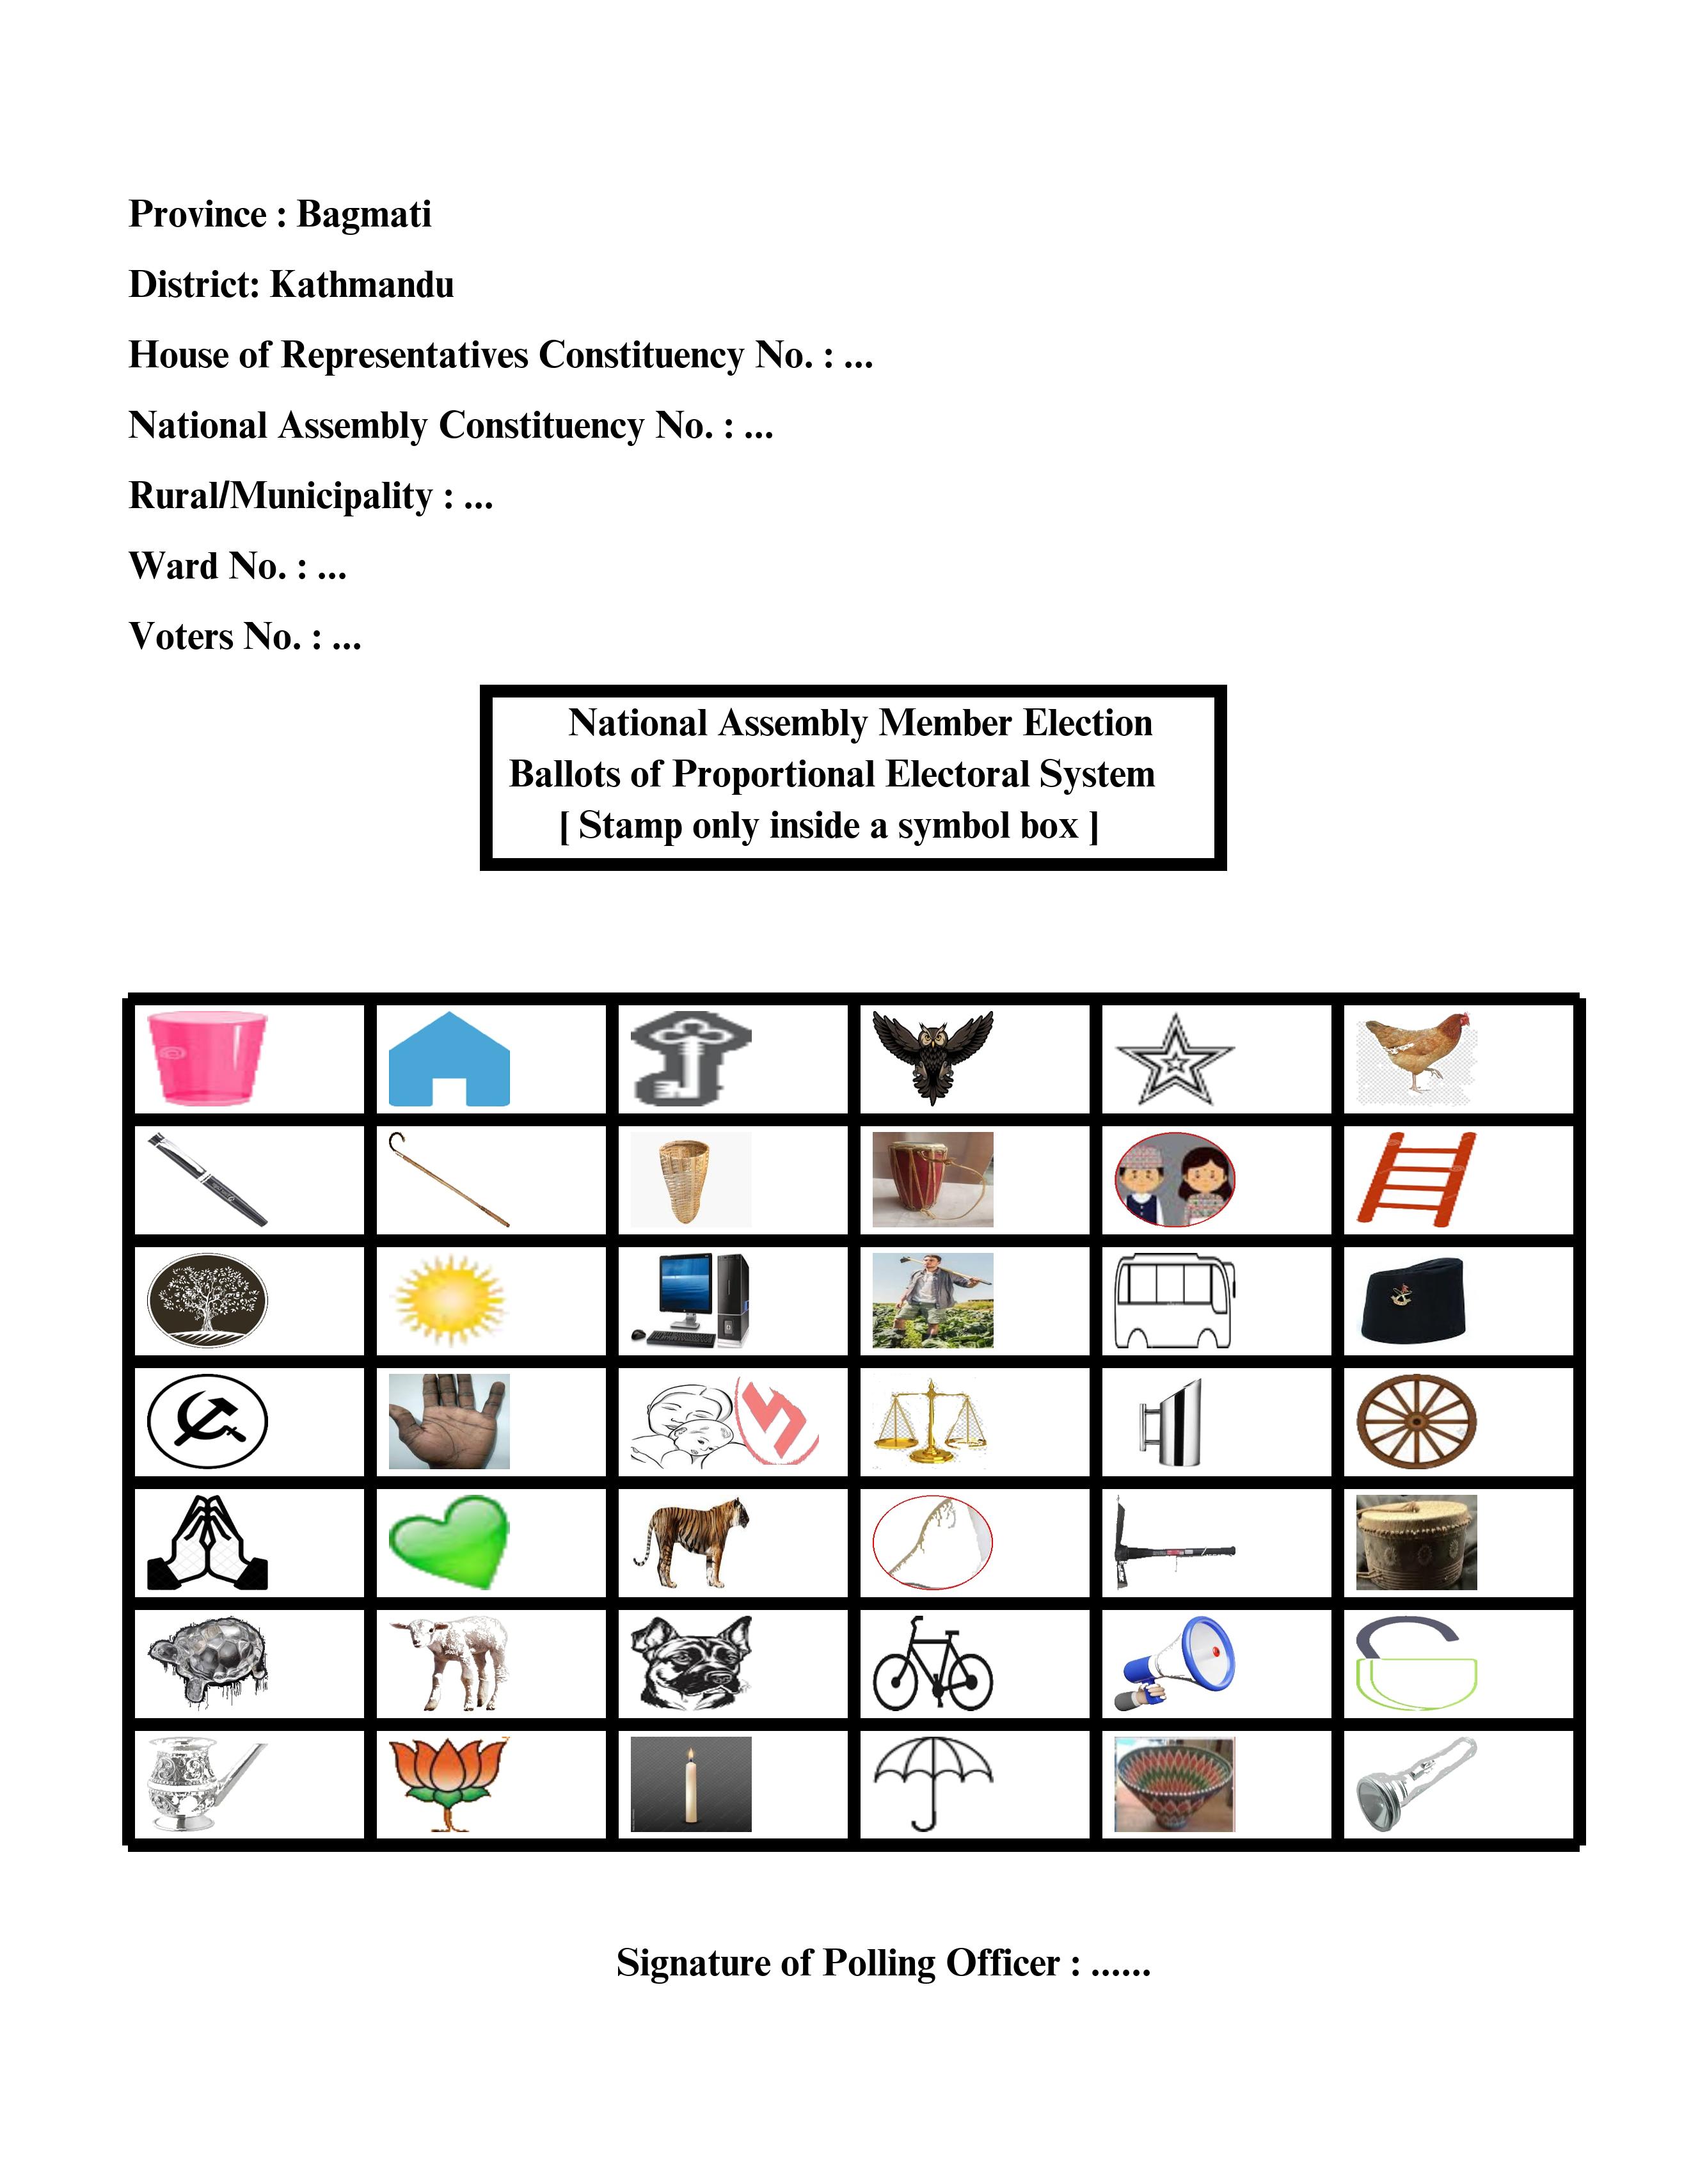 Province : Bagmati
District: Kathmandu
House of Representatives Constituency No. : ...
National Assembly Constituency No. : ...
Rural/Municipality : ...
Ward No. : ...
Voters No. : ...
National Assembly Member Election
Ballots of Proportional Electoral System
[ Stamp only inside a symbol box ]
Signature of Polling Officer : ......